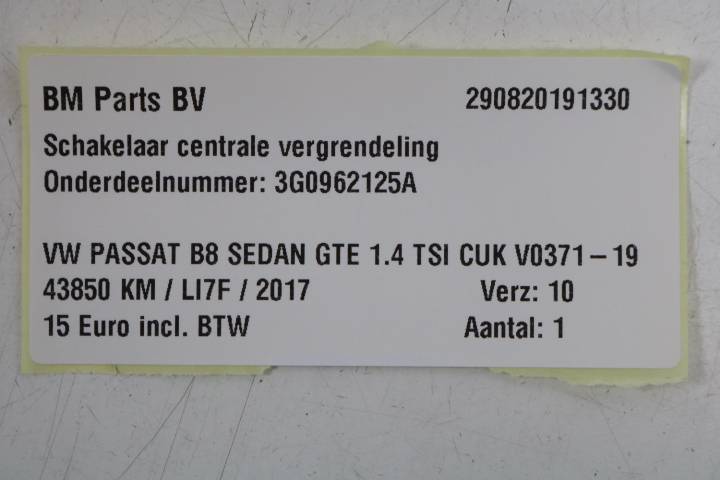 BM Parts BV 290820191330
Schakelaar centrale vergrendeling
Onderdeelnummer: 3G0962125A
VW PASSAT B8 SEDAN GTE 1.4 TSI CUK V0371-19
43850 KM / LI7F / 2017 Verz: 10
15 Euro incl. BTW Aantal: 1